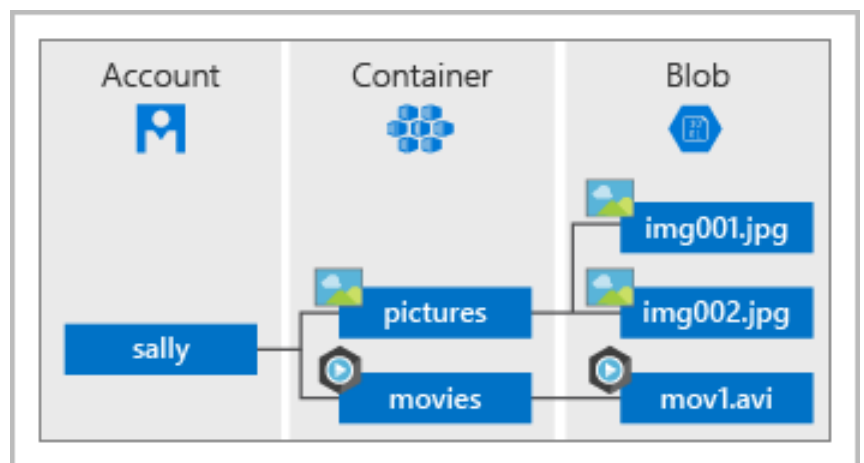 Account
Container
Blob
img001.jpg
pictures
img002.jpg
sally
movies
mov1.avi